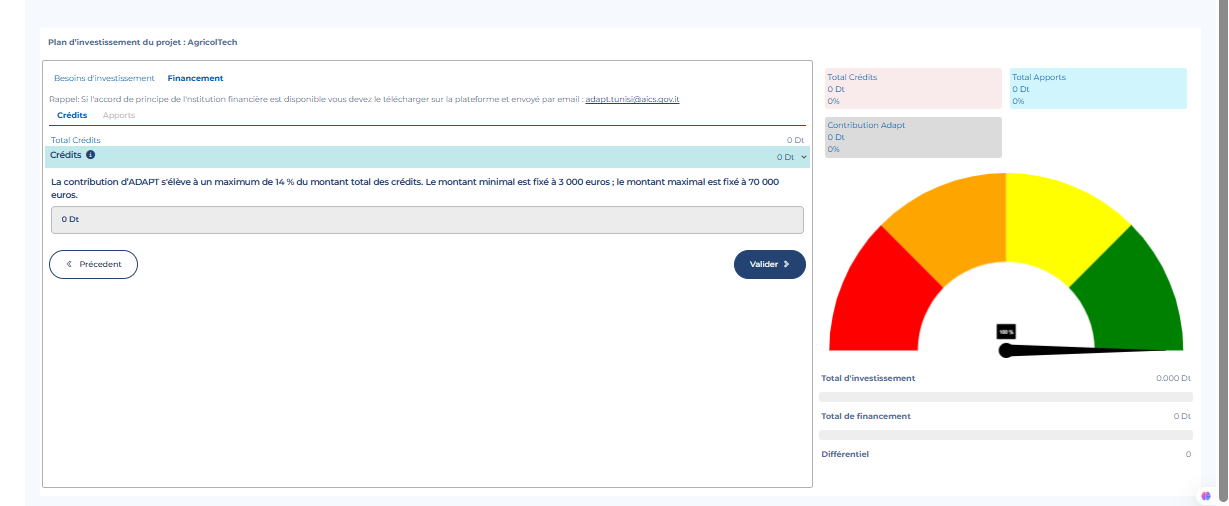 Plan d'investissement du projet : AgricolTech
Besoins d'investissement Financement
Rappel: Si l'accord de principe de l'nstitution financière est disponible vous devez le télécharger sur la plateforme et envoyé par email : adapt.tunisi@aics.gov.it
Crédits Apports
Total Crédits 0 Dt
Crédits 0 Dt
La contribution d'ADAPT s'élève à un maximum de 14 % du montant total des crédits. Le montant minimal est fixé à 3 000 euros ; le montant maximal est fixé à 70 000
euros.
0 Dt
Précedent Valider
Total Crédits
0 Dt
0%
Total Apports
0 Dt
0%
Contribution Adapt
0 Dt
0%
100 %
Total d'investissement 0.000 Dt
Total de financement 0 Dt
Différentiel 0